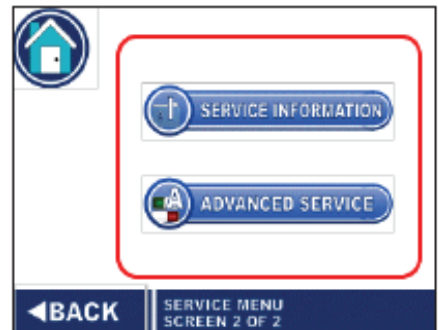 SERVICE INFORMATION
ADVANCED SERVICE
◀BACK
SERVICE MENU
SCREEN 2 OF 2